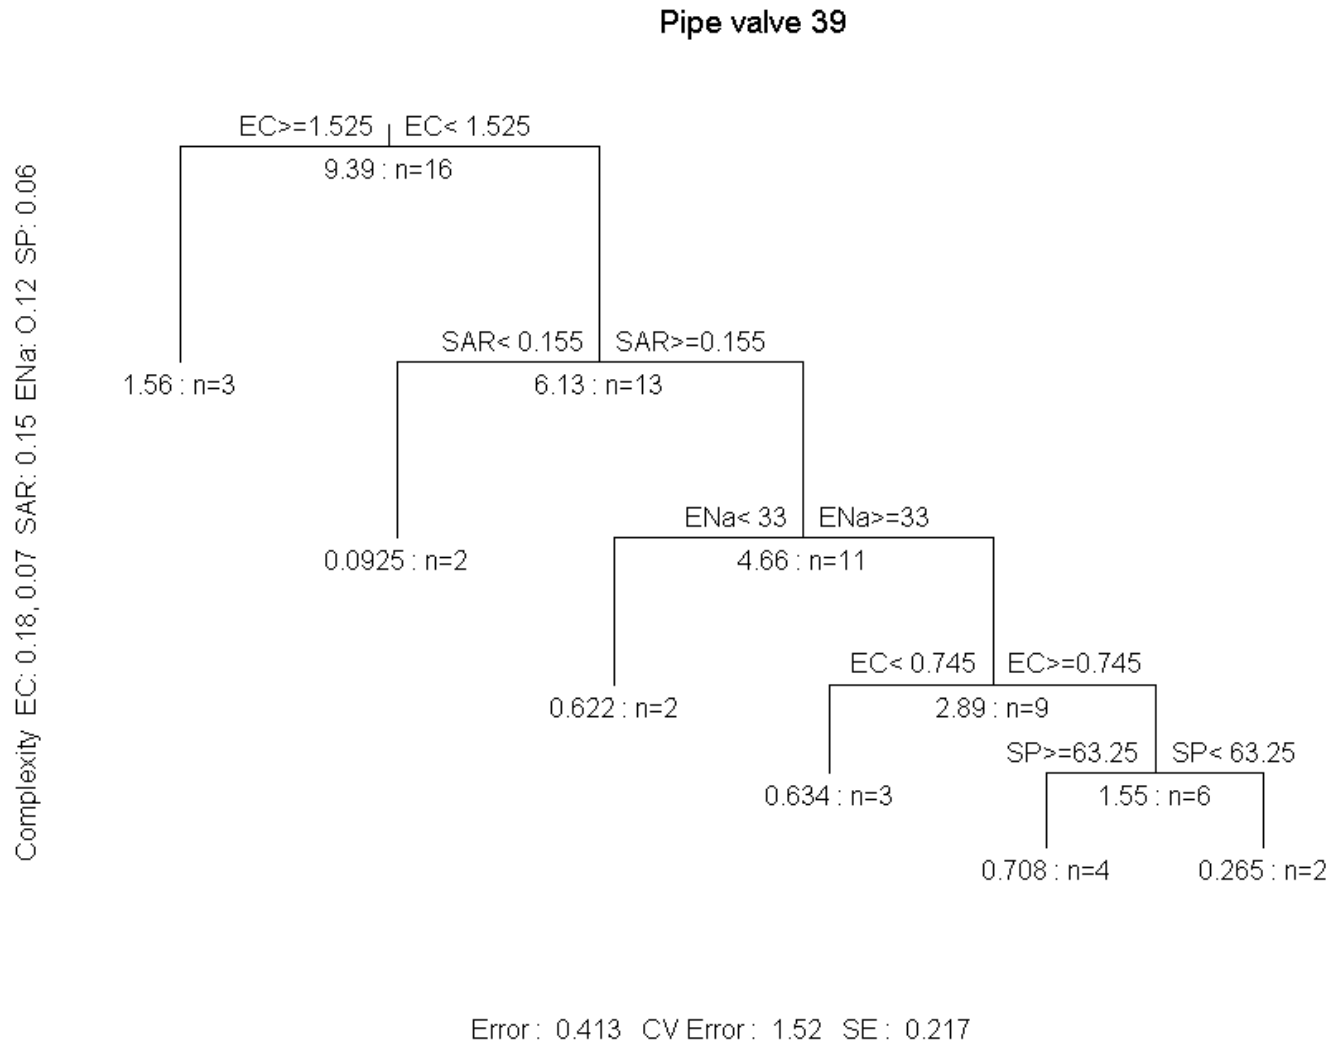 Pipe valve 39
EC>=1.525 EC< 1.525
9.39 : n=16
SAR< 0.155 SAR>=0.155
1.56 : n=3 6.13 : n=13
ENa< 33 ENa>=33
0.0925 : n=2 4.66 : n=11
EC< 0.745 EC>=0.745
0.622 : n=2 2.89 : n=9
SP>=63.25 SP< 63.25
0.634 : n=3 1.55 : n=6
0.708 : n=4 0.265 : n=2
Complexity EC: 0.18, 0.07 SAR: 0.15 ENa: O.12 SP: 0.06
Error : 0.413 CV Error : 1.52 SE : 0.217